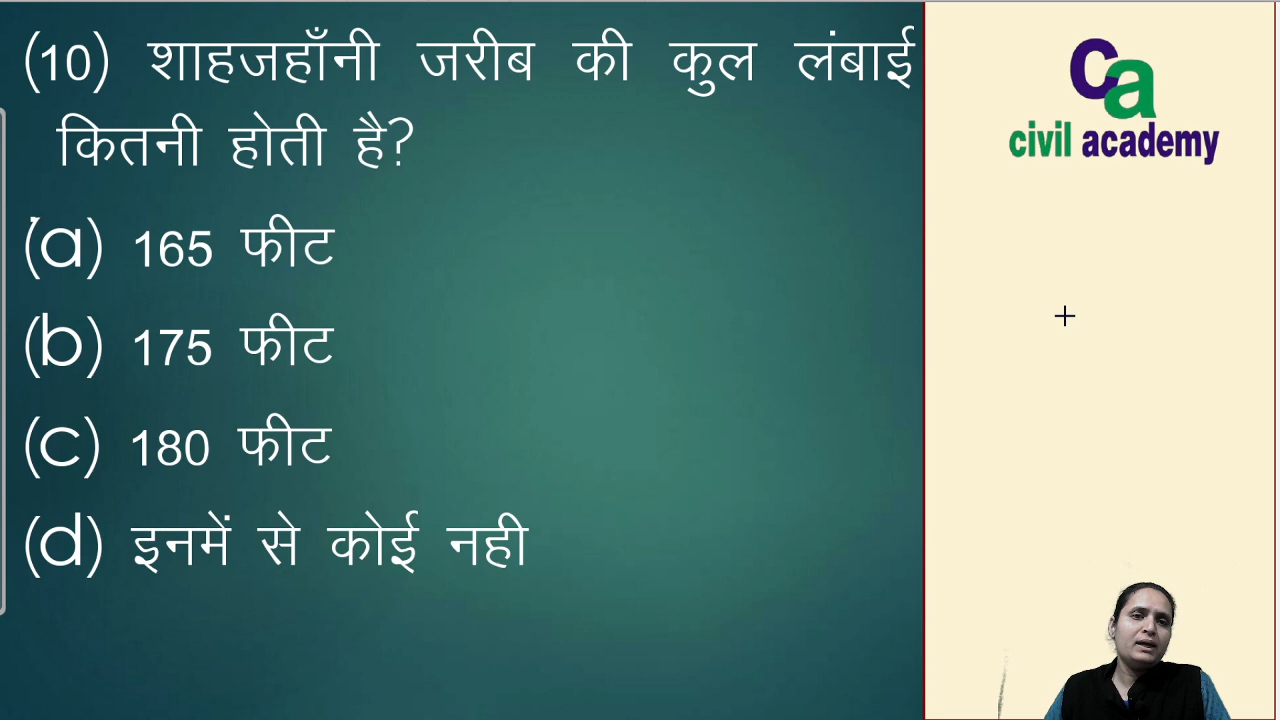 (10) शाहजहाँनी जरीब की कुल लंबाई
कितनी होती है?
(a) 165 फीट
(b) 175 फीट
(c) 180 फीट
(d) इनमें से कोई नही
ca
civil academy